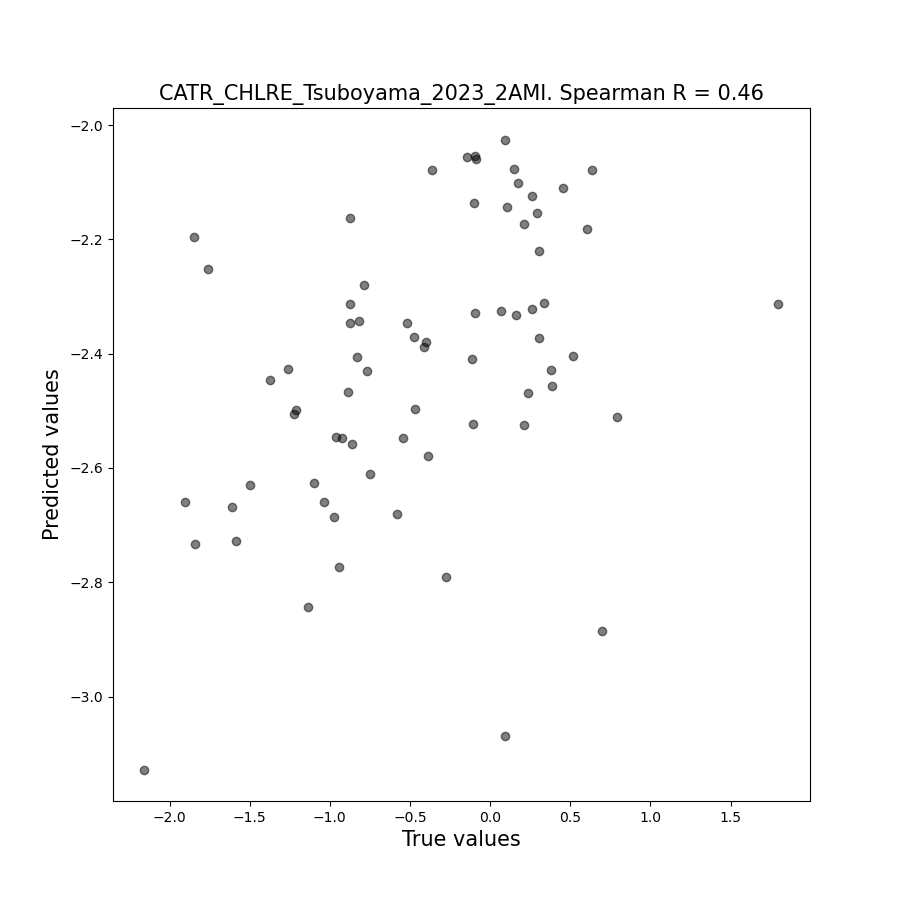 CATR_CHLRE_Tsuboyama_2023_2AMI. Spearman R = 0.46
−2.0
−2.2
−2.4
−2.6
−2.8
−3.0
Predicted values
−2.0 −1.5 −1.0 −0.5 0.0 0.5 1.0 1.5
True values